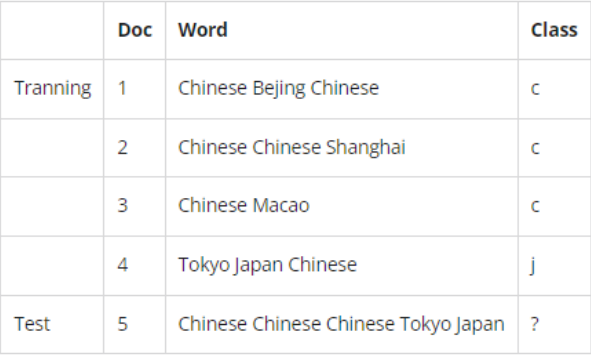 Doc Word Class
Tranning 1 Chinese Bejing Chinese c
2 Chinese Chinese Shanghai c
3 Chinese Macao c
4 Tokyo Japan Chinese j
Test 5 Chinese Chinese Chinese Tokyo Japan ?